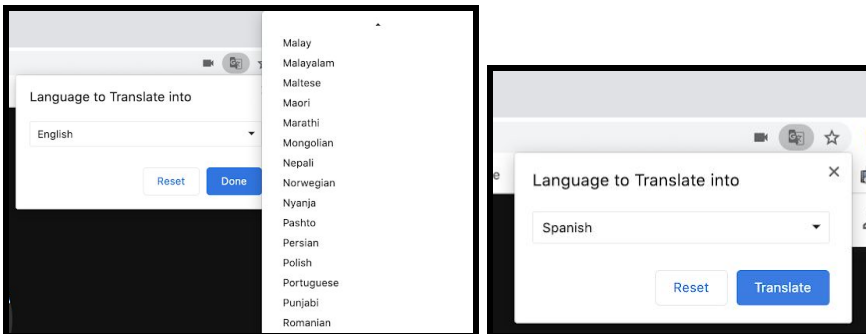 Language to Translate into
English
Reset
Done
Malay
Malayalam
Maltese
Maori
Marathi
Mongolian
Nepali
Norwegian
Nyanja
Pashto
Persian
Polish
Portuguese
Punjabi
Romanian
e
Language to Translate into
Spanish
Reset
Translate